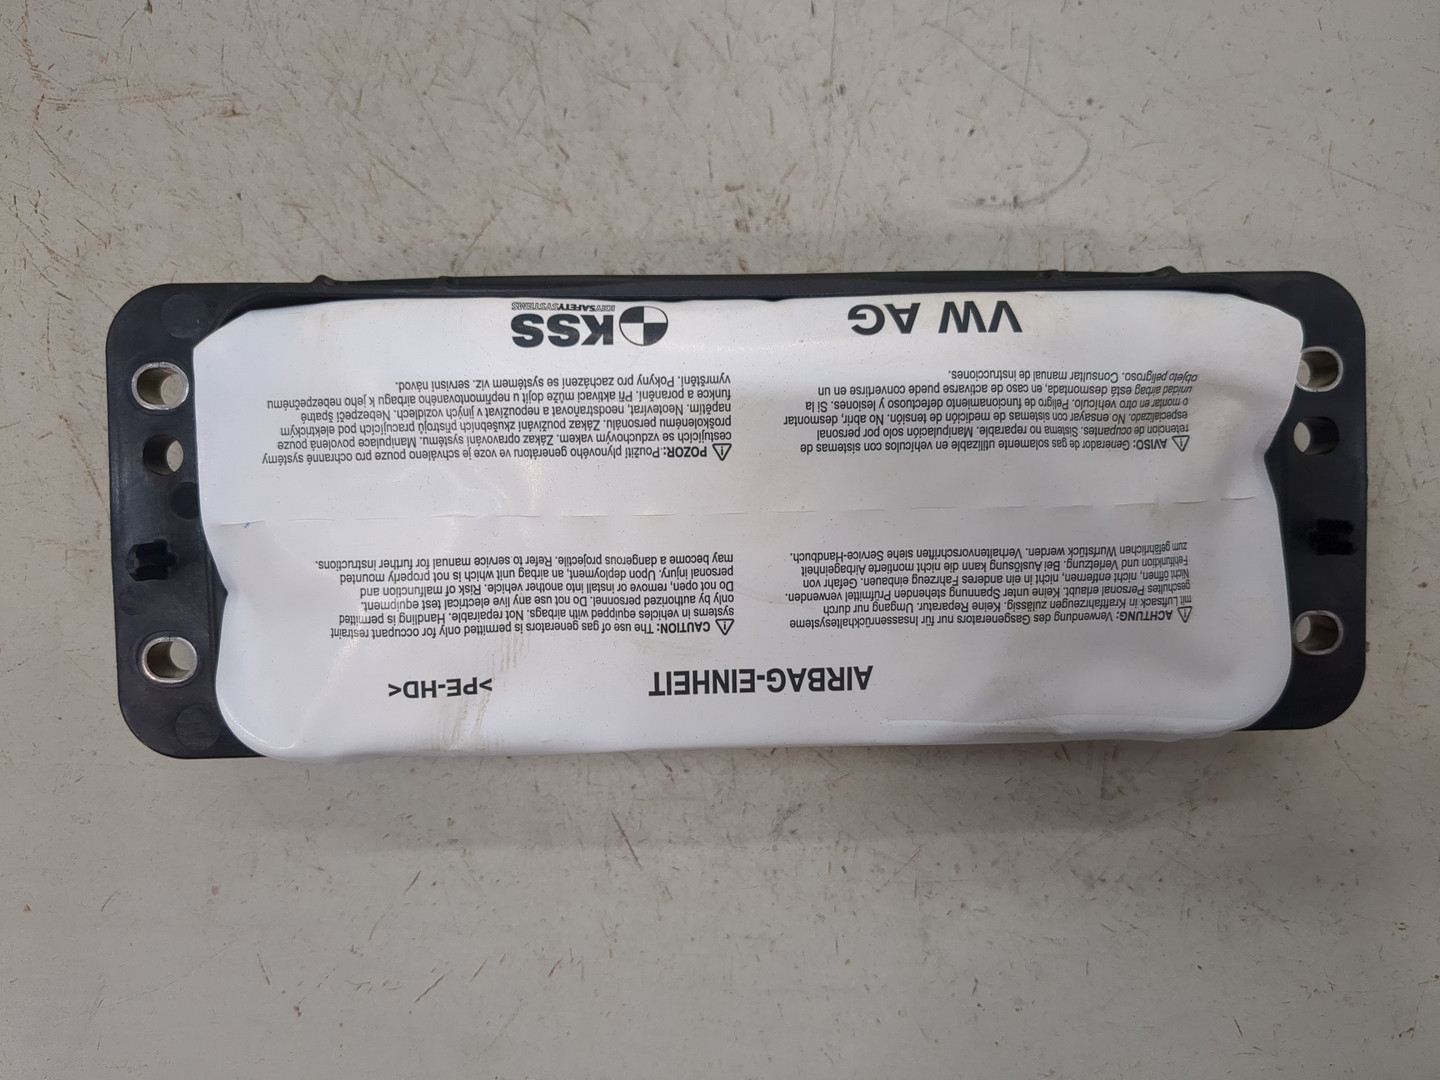 AIRBAG-EINHEIT
>PE-HD<
ACHTUNG: Verwendung des Gasgenerators nur für Insassenrückhaltesysteme
mit Luftsack in Kraftfahrzeugen zulässig. Keine Reparatur. Umgang nur durch
geschultes Personal erlaubt. Keine unter Spannung stehenden Prüfmittel verwenden.
Nicht öffnen, nicht entfernen, nicht in ein anderes Fahrzeug einbauen. Gefahr von
Fehlfunktion und Verletzung. Bei Auslösung kann die nicht montierte Airbageinheit
zum gefährlichen Wurfstück werden. Verhaltevorschriften siehe Service-Handbuch.
CAUTION: The use of gas generators is permitted only for occupant restraint
systems in vehicles equipped with airbags. Not repairable. Handling is permitted
only by authorized personnel. Do not use any live electrical test equipment.
Do not open, remove or install into another vehicle. Risk of malfunction and
personal injury. Upon deployment, an airbag unit which is not properly mounted
may become a dangerous projectile. Refer to service manual for further instructions.
AVISO: Generador de gas solamente utilizable en vehículos con sistemas de
retención de ocupantes. Sistema no reparable. Manipulación solo por personal
especializado. No ensayar con sistemas de medición de tensión. No abrir, desmontar
o montar en otro vehículo. Peligro de funcionamiento defectuoso y lesiones. Si la
unidad airbag está desmontada, en caso de activarse puede converirse en un
objeto peligroso. Consultar manual de instrucciones.
POZOR: Použití plynového generátoru ve voze je schváleno pouze pro ochranné systémy
cestujících se vzduchovým vakem. Zákaz opravování systému. Manipulace povolená pouze
proškolenému personálu. Zákaz používání zkušebních přístrojů pracujících pod elektrickým
napětím. Neotevírat, neodstraňovat a nepoužívat v jiných vozidlech. Nebezpečí špatné
funkce a poranění. Při aktivaci může dojít u nepřimontovaného airbagu k jeho nebezpečnému
vymrštění. Pokyny pro zacházení se systémem viz. servisní návod.
VW AG
KSS
KEYSAFETYSYSTEMS